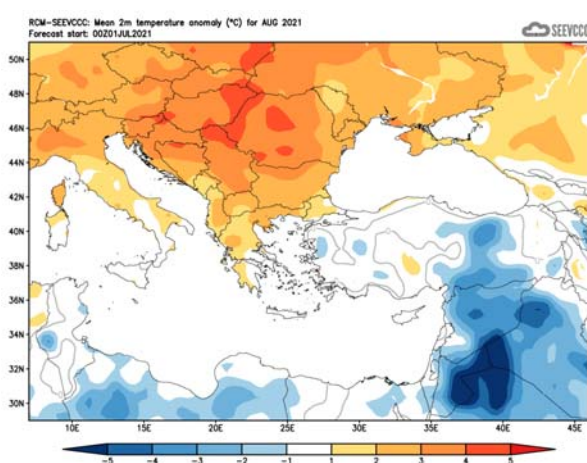 RCM-SEEVCCC: Mean 2m temperature anomaly (°C) for AUG 2021
Forecast start: 00Z01JUL2021
SEEVCCC
50N
48N
46N
44N
42N
40N
38N
36N
34N
32N
30N
10E 15E 20E 25E 30E 35E 40E 45E
-5 -4 -3 -2 -1 1 2 3 4 5